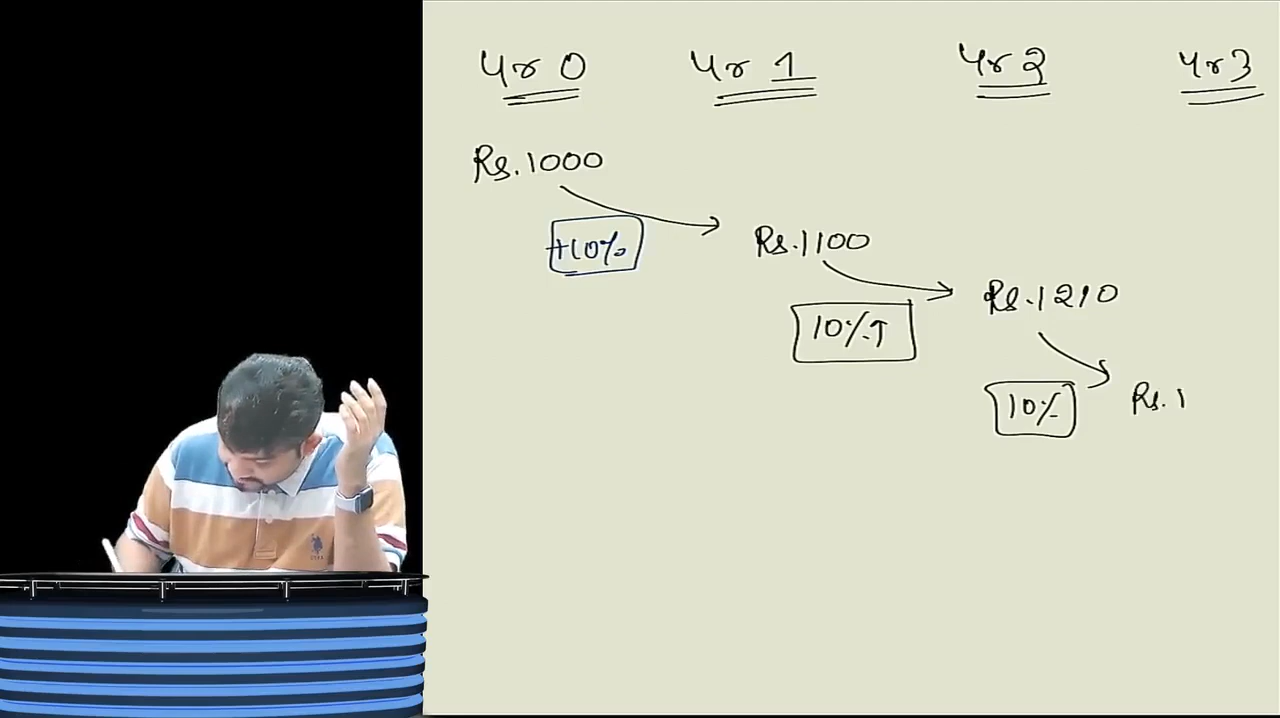 Yr 0 Yr 1 Yr 2 Yr 3
Rs.1000
+10% Rs.1100
10%↑ Rs.1210
10% Rs.1